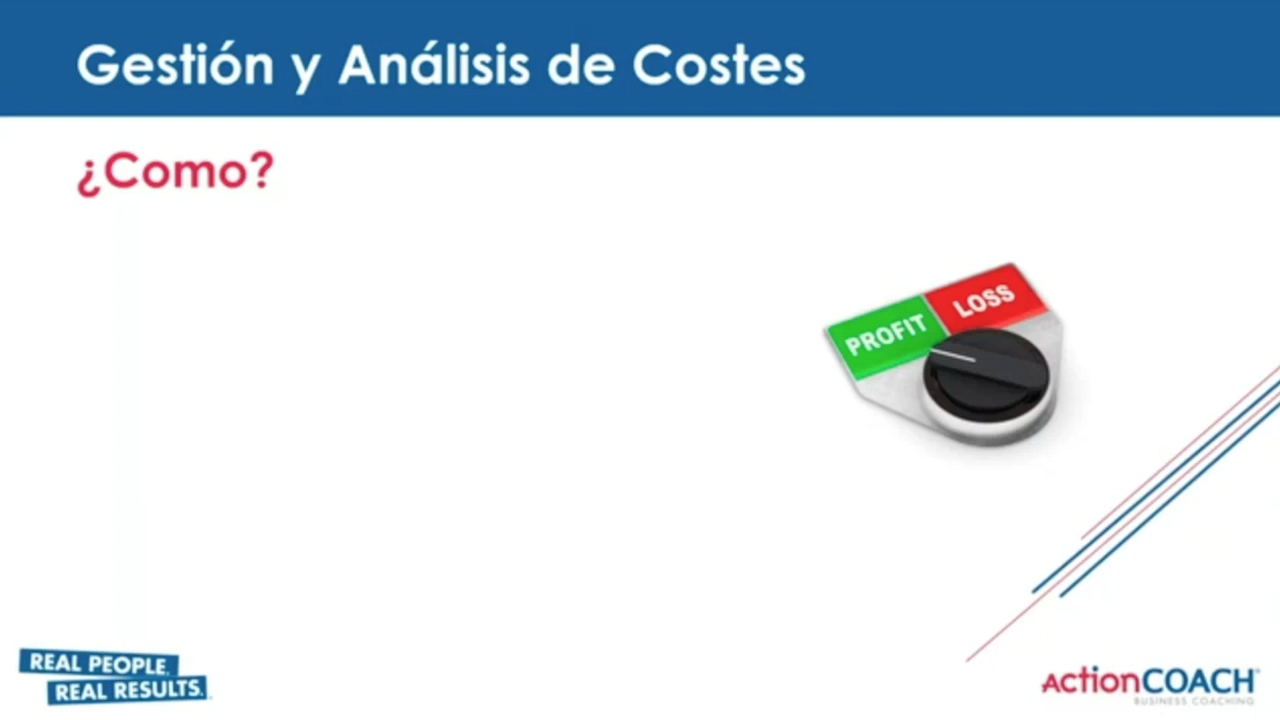 Gestión y Análisis de Costes
¿Como?
PROFIT LOSS
REAL PEOPLE.
REAL RESULTS.
ActionCOACH
BUSINESS COACHING